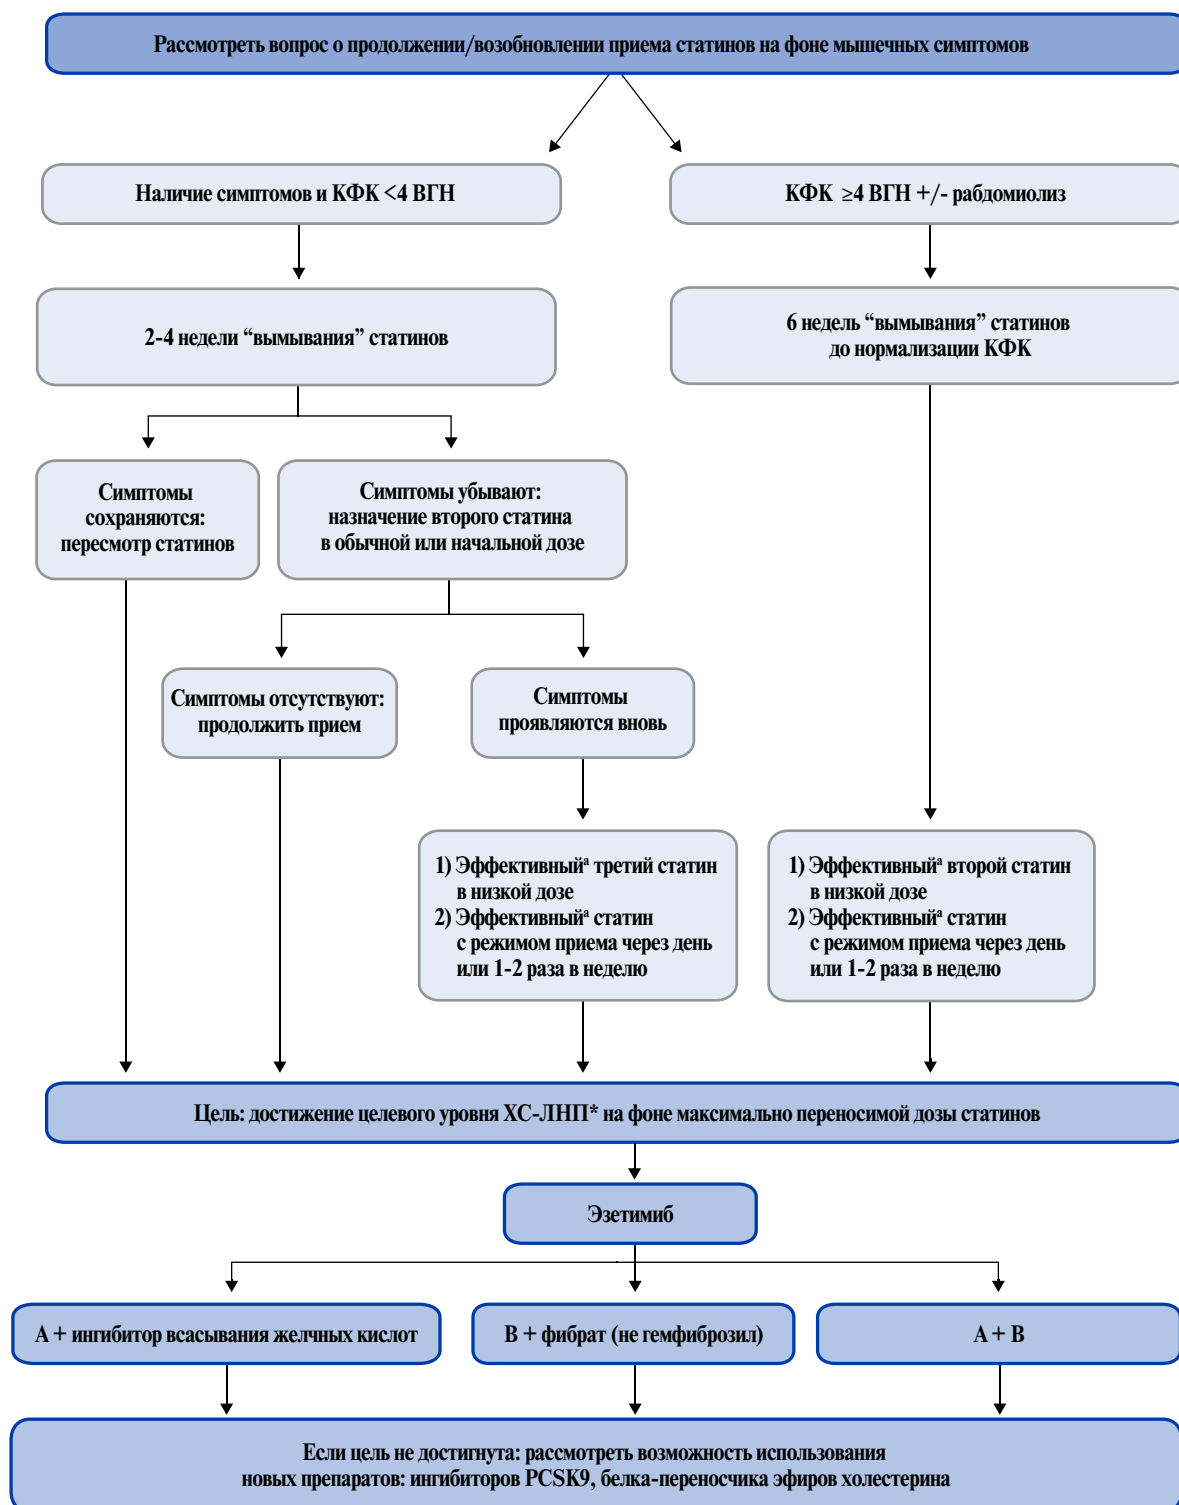 Рассмотреть вопрос о продолжении/возобновлении приема статинов на фоне мышечных симптомов
Наличие симптомов и КФК <4 ВГН
КФК ≥4 ВГН +/- рабдомиолиз
2-4 недели “вымывания” статинов
6 недель “вымывания” статинов
до нормализации КФК
Симптомы
сохраняются:
пересмотр статинов
Симптомы убывают:
назначение второго статина
в обычной или начальной дозе
Симптомы отсутствуют:
продолжить прием
Симптомы
проявляются вновь
1) Эффективныйᵃ третий статин
в низкой дозе
2) Эффективныйᵃ статин
с режимом приема через день
или 1-2 раза в неделю
1) Эффективныйᵃ второй статин
в низкой дозе
2) Эффективныйᵃ статин
с режимом приема через день
или 1-2 раза в неделю
Цель: достижение целевого уровня ХС-ЛНП* на фоне максимально переносимой дозы статинов
Эзетимиб
А + ингибитор всасывания желчных кислот
В + фибрат (не гемфиброзил)
А + В
Если цель не достигнута: рассмотреть возможность использования
новых препаратов: ингибиторов PCSK9, белка-переносчика эфиров холестерина